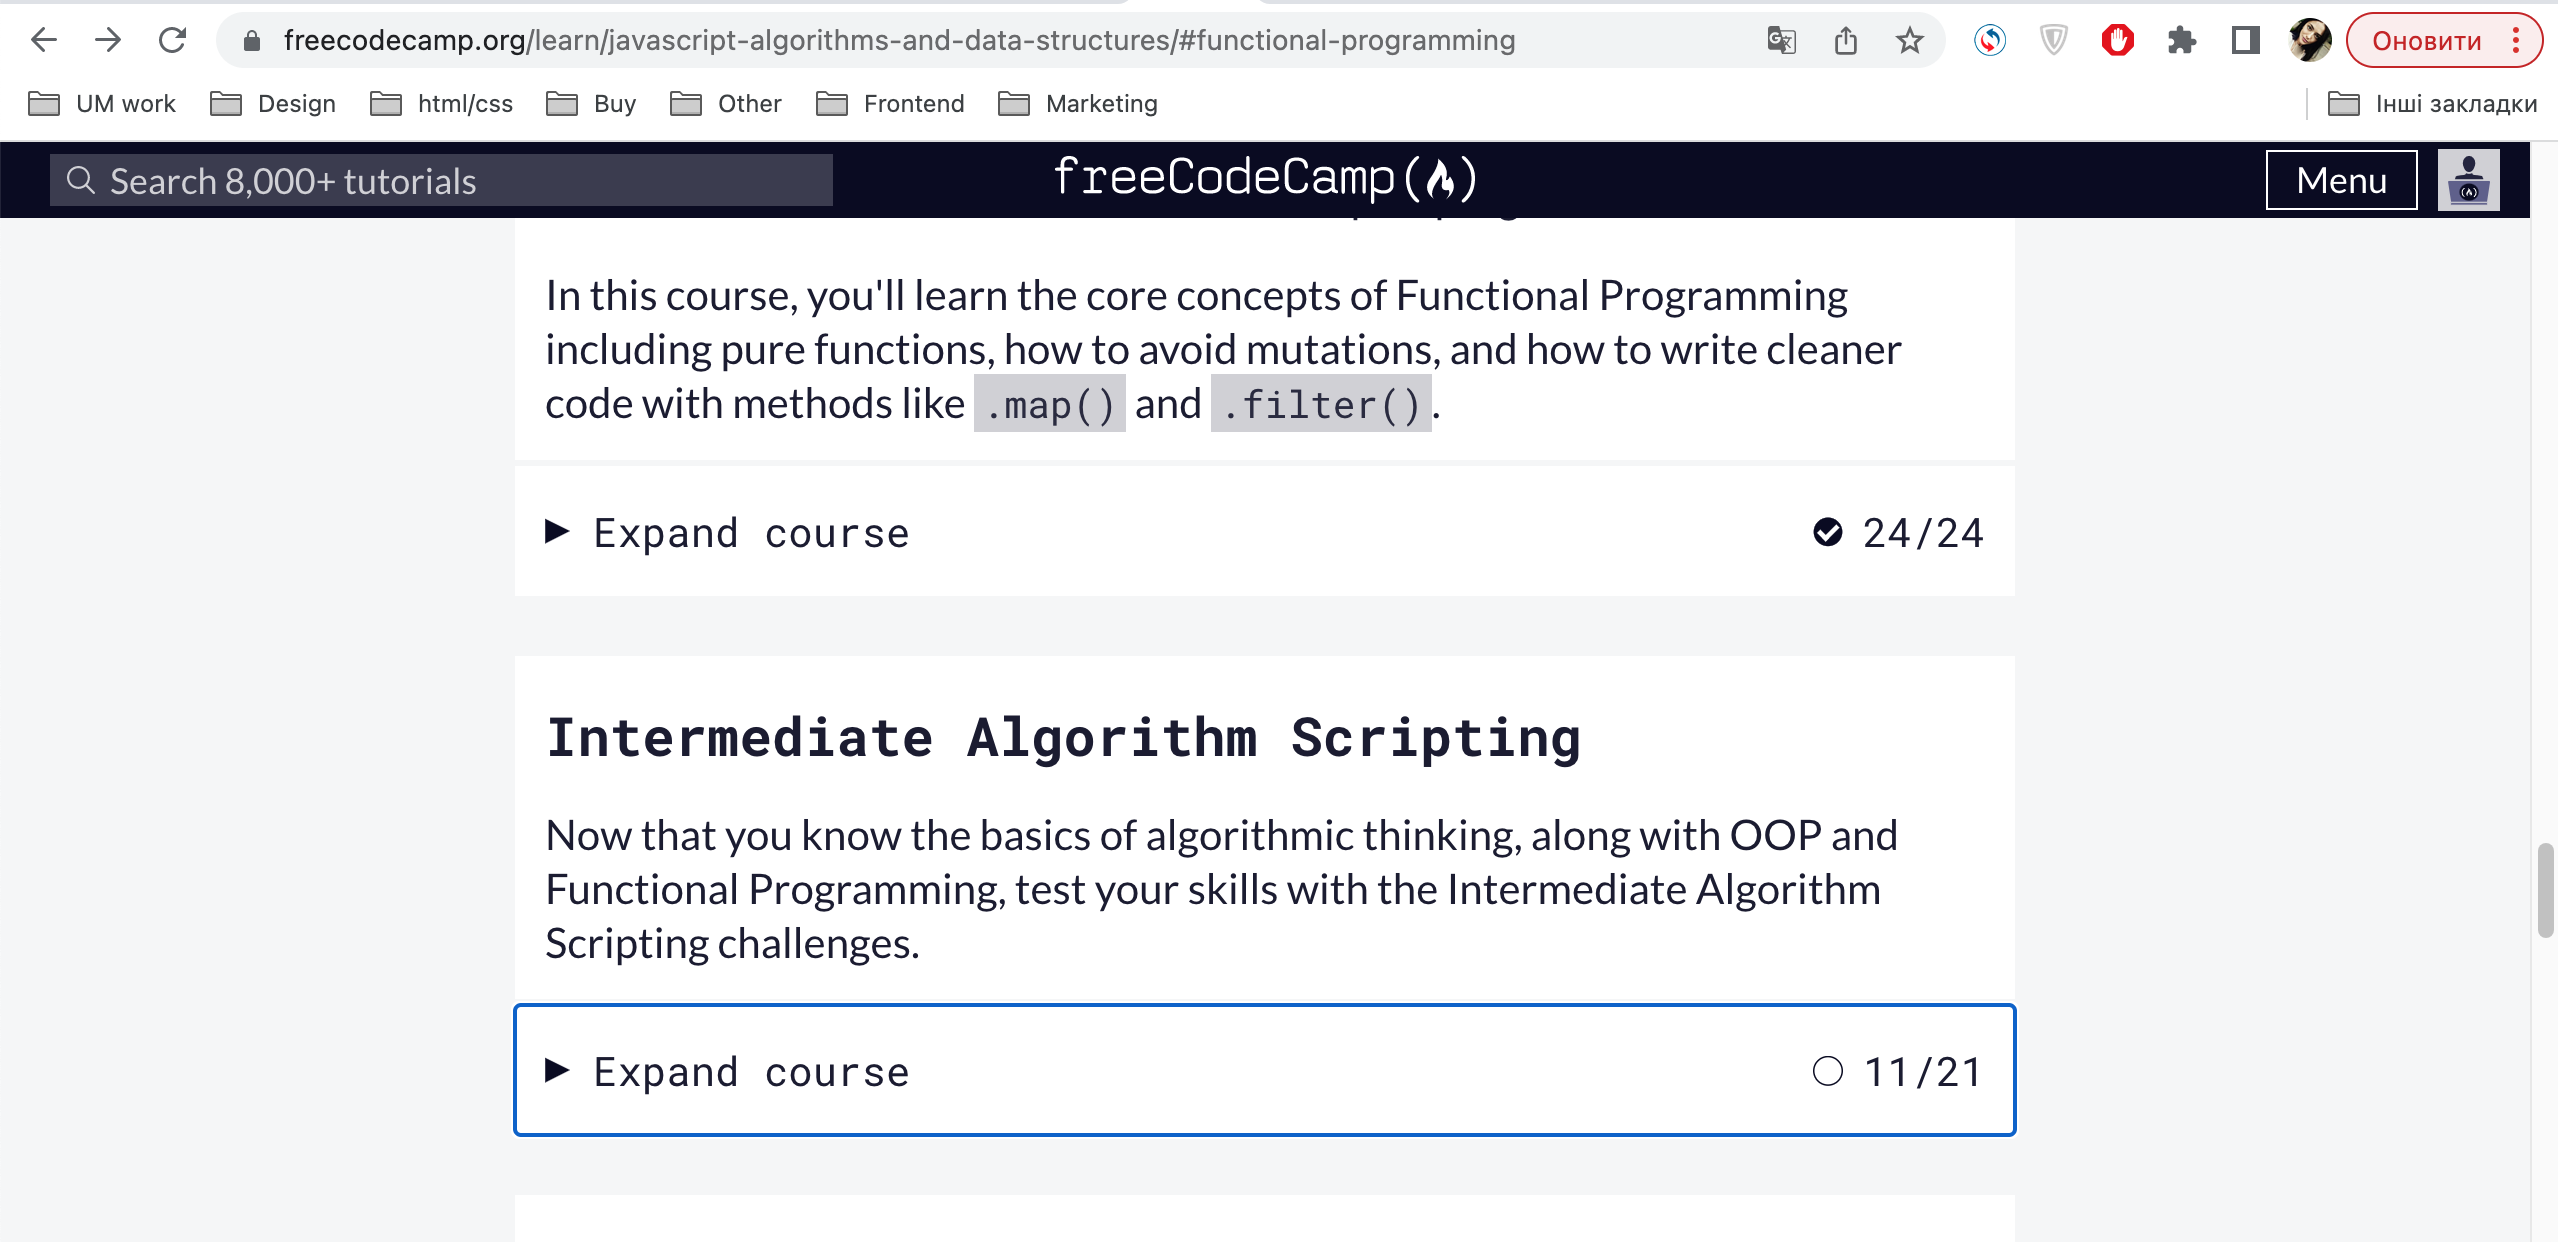 freecodecamp.org/learn/javascript-algorithms-and-data-structures/#functional-programming
Оновити
UM work
Design
html/css
Buy
Other
Frontend
Marketing
Інші закладки
Search 8,000+ tutorials
freeCodeCamp
Menu
In this course, you'll learn the core concepts of Functional Programming
including pure functions, how to avoid mutations, and how to write cleaner
code with methods like .map() and .filter().
Expand course
24/24
Intermediate Algorithm Scripting
Now that you know the basics of algorithmic thinking, along with OOP and
Functional Programming, test your skills with the Intermediate Algorithm
Scripting challenges.
Expand course
11/21